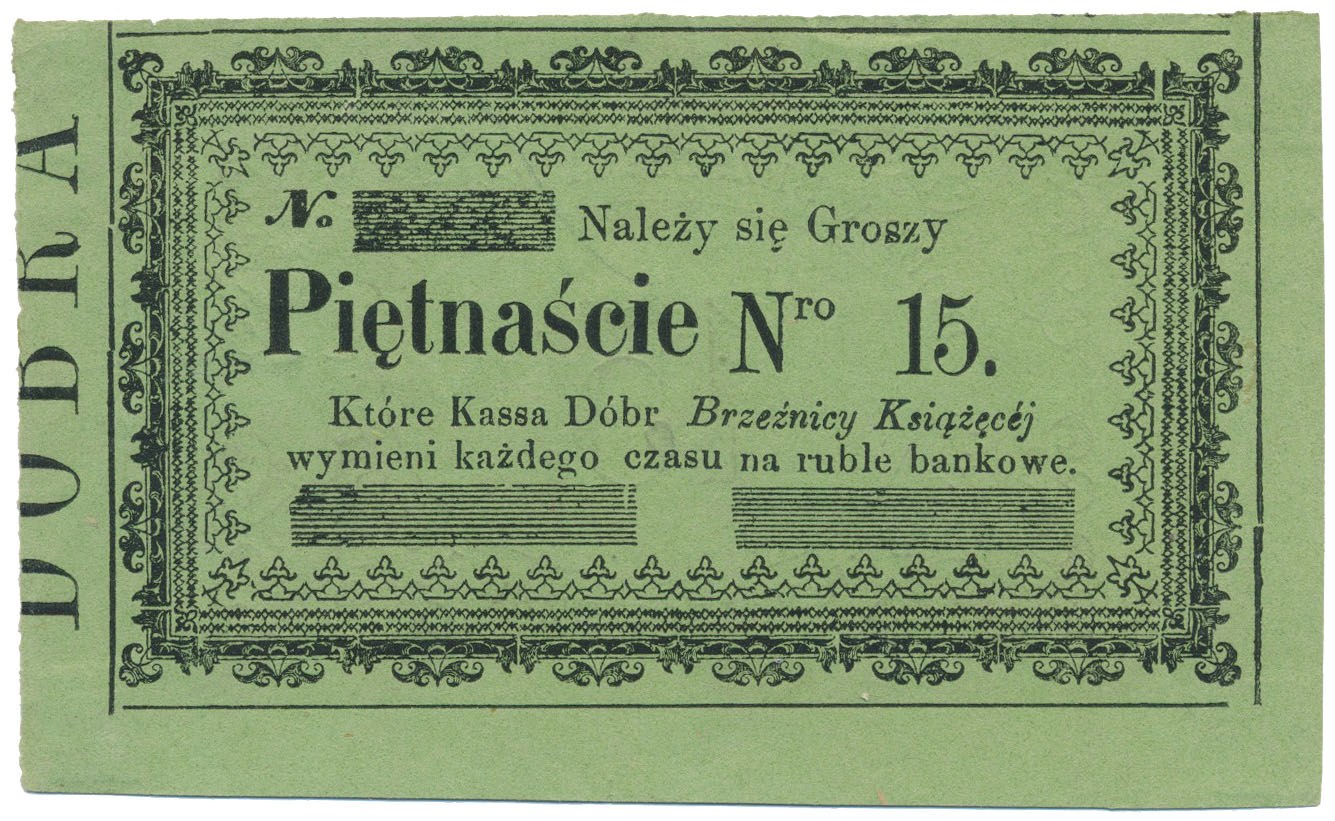 DOBRA
No. Należy się Groszy
Piętnaście Nro 15.
Które Kassa Dóbr Brzeźnicy Książęcéj
wymieni każdego czasu na ruble bankowe.